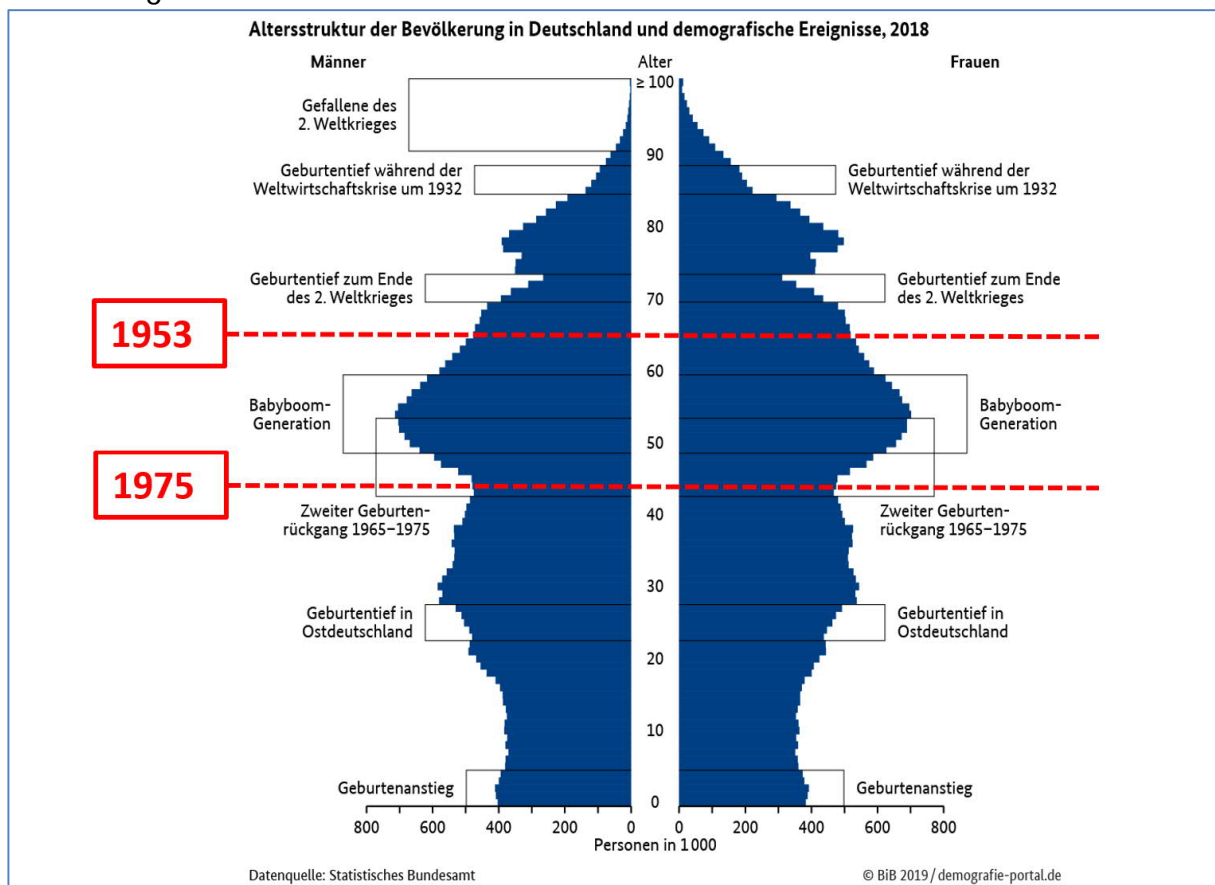 Altersstruktur der Bevölkerung in Deutschland und demografische Ereignisse, 2018
Männer
Alter
Frauen
≥ 100
Gefallene des
2. Weltkrieges
90
Geburtentief während der
Weltwirtschaftskrise um 1932
Geburtentief während der
Weltwirtschaftskrise um 1932
80
Geburtentief zum Ende
des 2. Weltkrieges
Geburtentief zum Ende
des 2. Weltkrieges
70
1953
60
Babyboom-
Generation
Babyboom-
Generation
50
1975
Zweiter Geburten-
rückgang 1965–1975
Zweiter Geburten-
rückgang 1965–1975
40
30
Geburtentief in
Ostdeutschland
Geburtentief in
Ostdeutschland
20
10
Geburtenanstieg
Geburtenanstieg
0
800 600 400 200 0 0 200 400 600 800
Personen in 1 000
Datenquelle: Statistisches Bundesamt
© BiB 2019 / demografie-portal.de